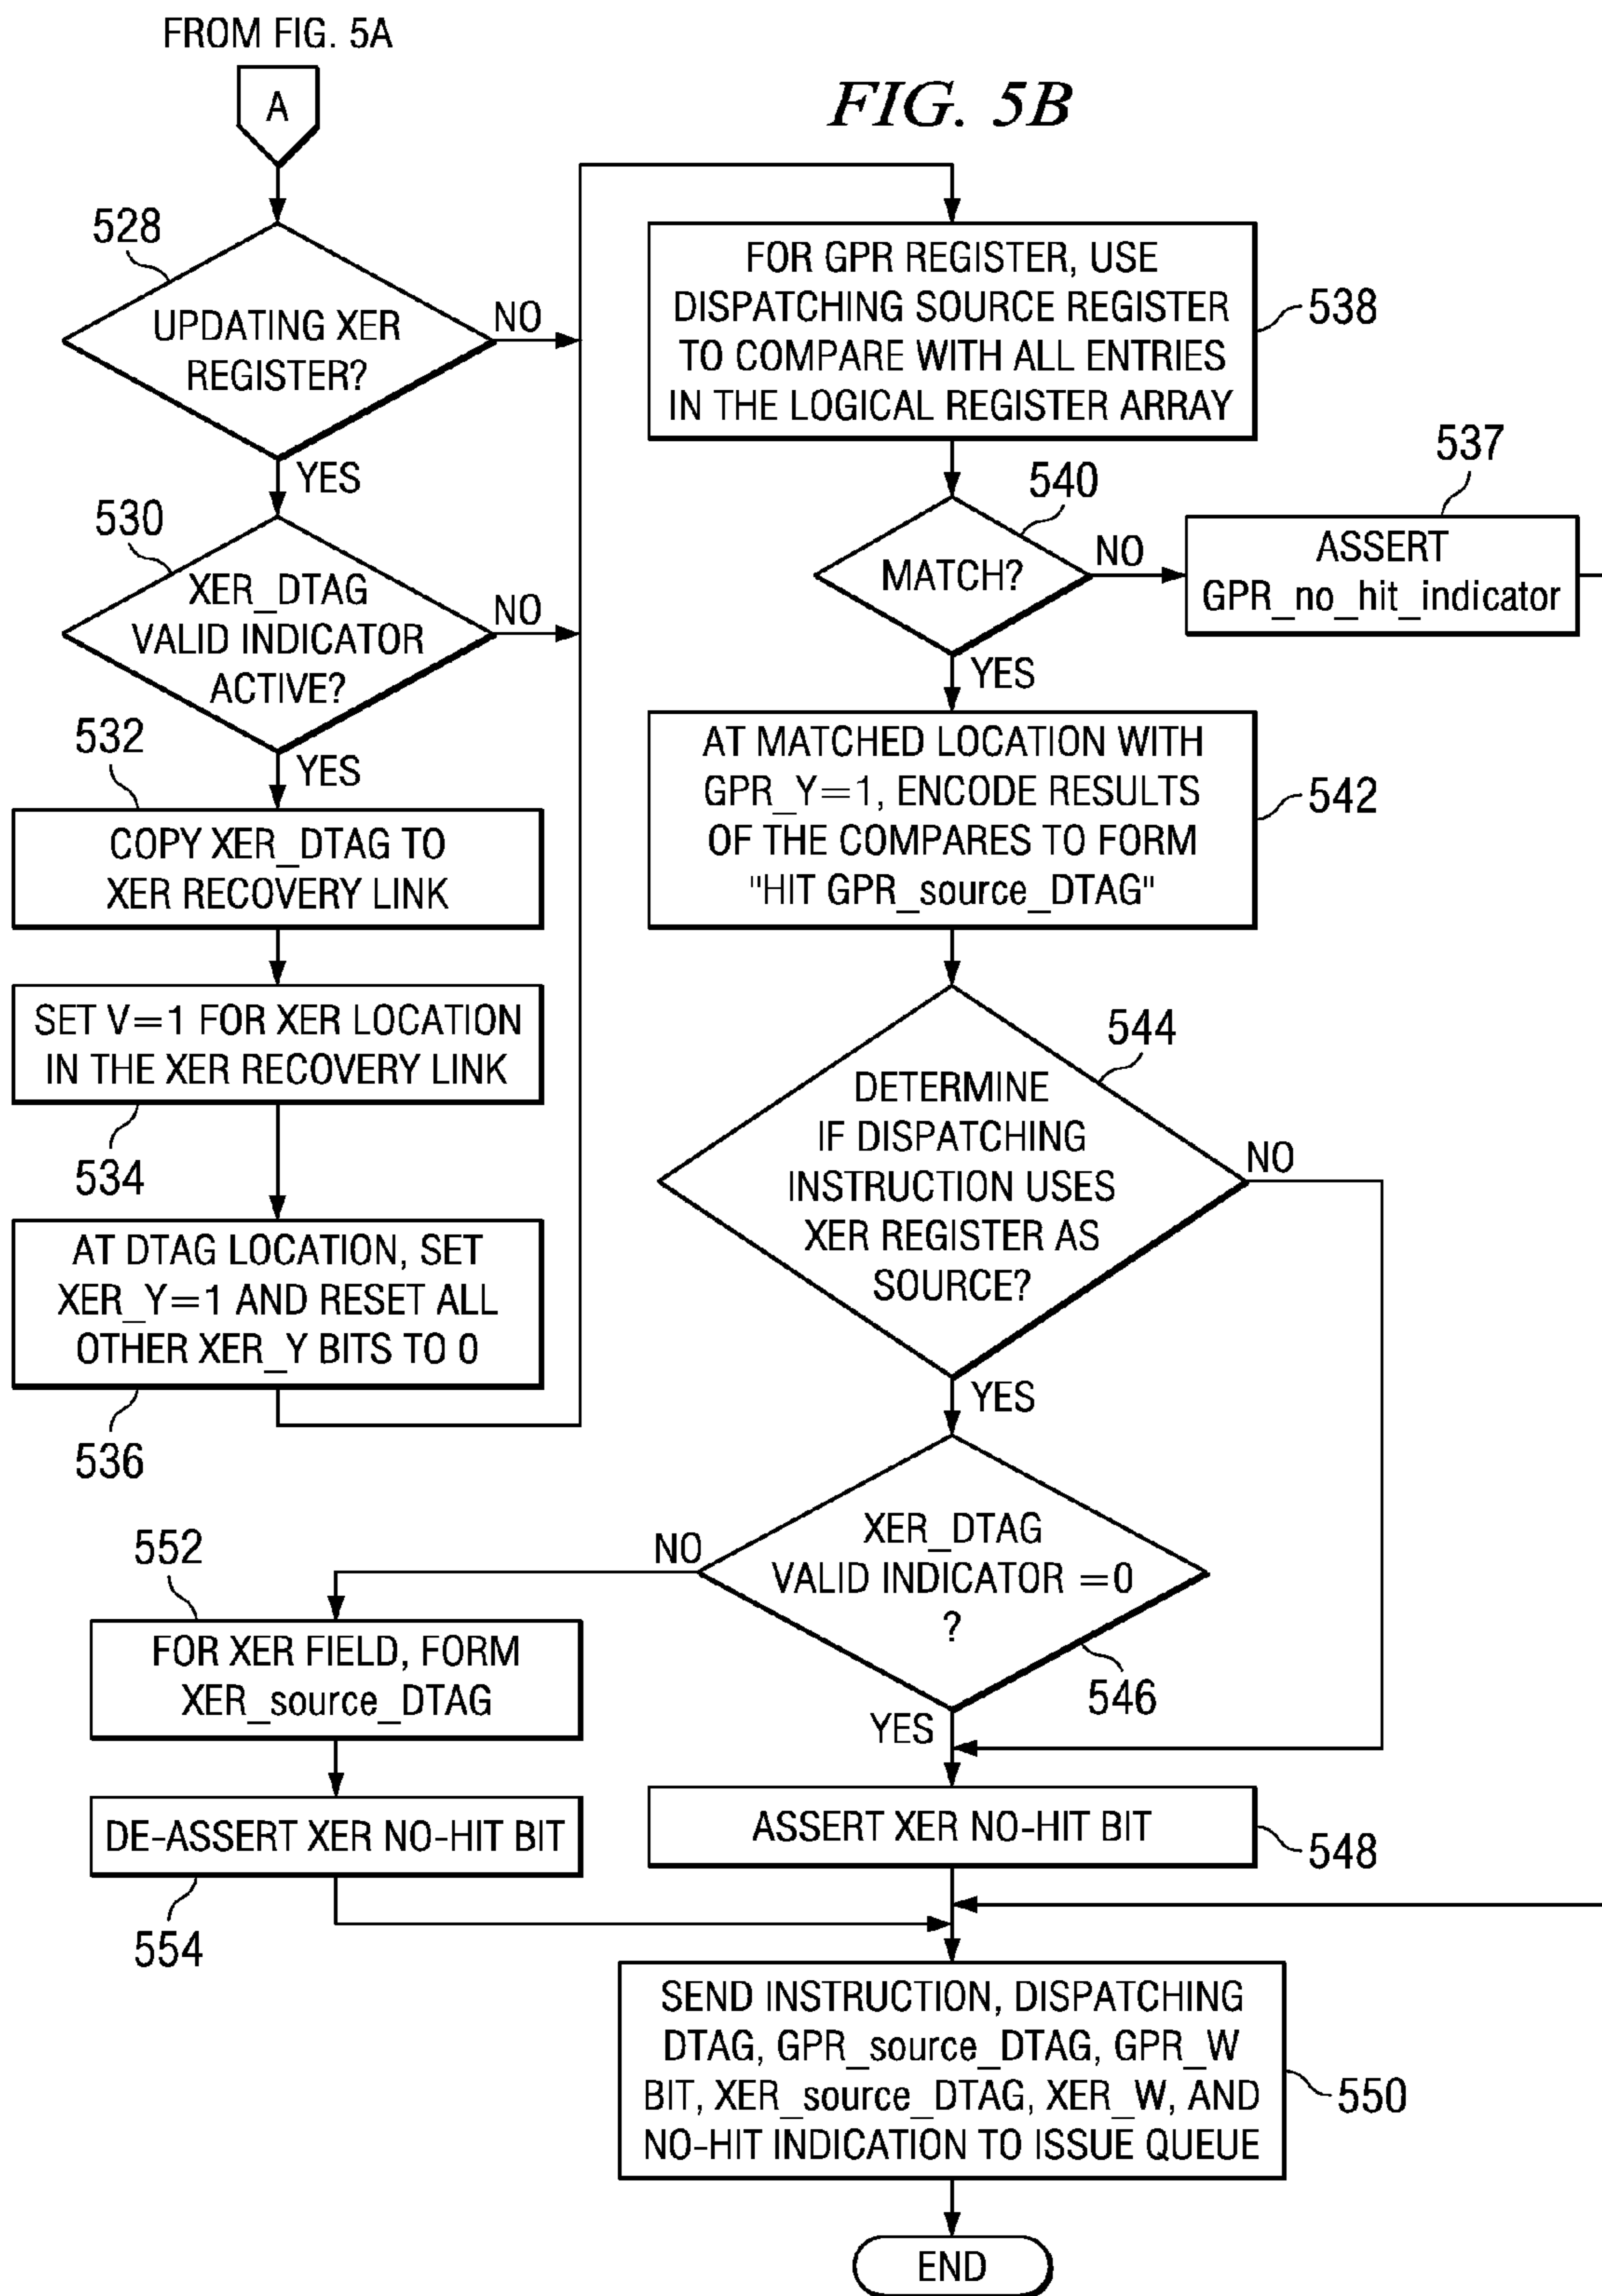 FROM FIG. 5A
A
FIG. 5B
528
UPDATING XER
REGISTER?
NO
YES
530
XER_DTAG
VALID INDICATOR
ACTIVE?
NO
YES
532
COPY XER_DTAG TO
XER RECOVERY LINK
SET V=1 FOR XER LOCATION
IN THE XER RECOVERY LINK
534
AT DTAG LOCATION, SET
XER_Y=1 AND RESET ALL
OTHER XER_Y BITS TO 0
536
FOR GPR REGISTER, USE
DISPATCHING SOURCE REGISTER
TO COMPARE WITH ALL ENTRIES
IN THE LOGICAL REGISTER ARRAY
538
540
MATCH?
NO
537
ASSERT
GPR_no_hit_indicator
YES
AT MATCHED LOCATION WITH
GPR_Y=1, ENCODE RESULTS
OF THE COMPARES TO FORM
"HIT GPR_source_DTAG"
542
544
DETERMINE
IF DISPATCHING
INSTRUCTION USES
XER REGISTER AS
SOURCE?
NO
YES
XER_DTAG
VALID INDICATOR =0
?
546
NO
YES
552
FOR XER FIELD, FORM
XER_source_DTAG
DE-ASSERT XER NO-HIT BIT
554
ASSERT XER NO-HIT BIT
548
SEND INSTRUCTION, DISPATCHING
DTAG, GPR_source_DTAG, GPR_W
BIT, XER_source_DTAG, XER_W, AND
NO-HIT INDICATION TO ISSUE QUEUE
550
END